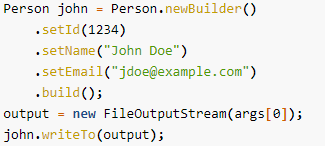 Person john = Person.newBuilder()
    .setId(1234)
    .setName("John Doe")
    .setEmail("jdoe@example.com")
    .build();
output = new FileOutputStream(args[0]);
john.writeTo(output);